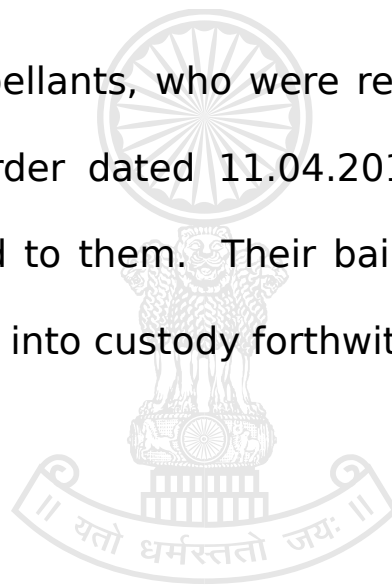 pellants, who were re
rder dated 11.04.201
d to them. Their bai
into custody forthwit
॥ यतो धर्मस्ततो जयः ॥